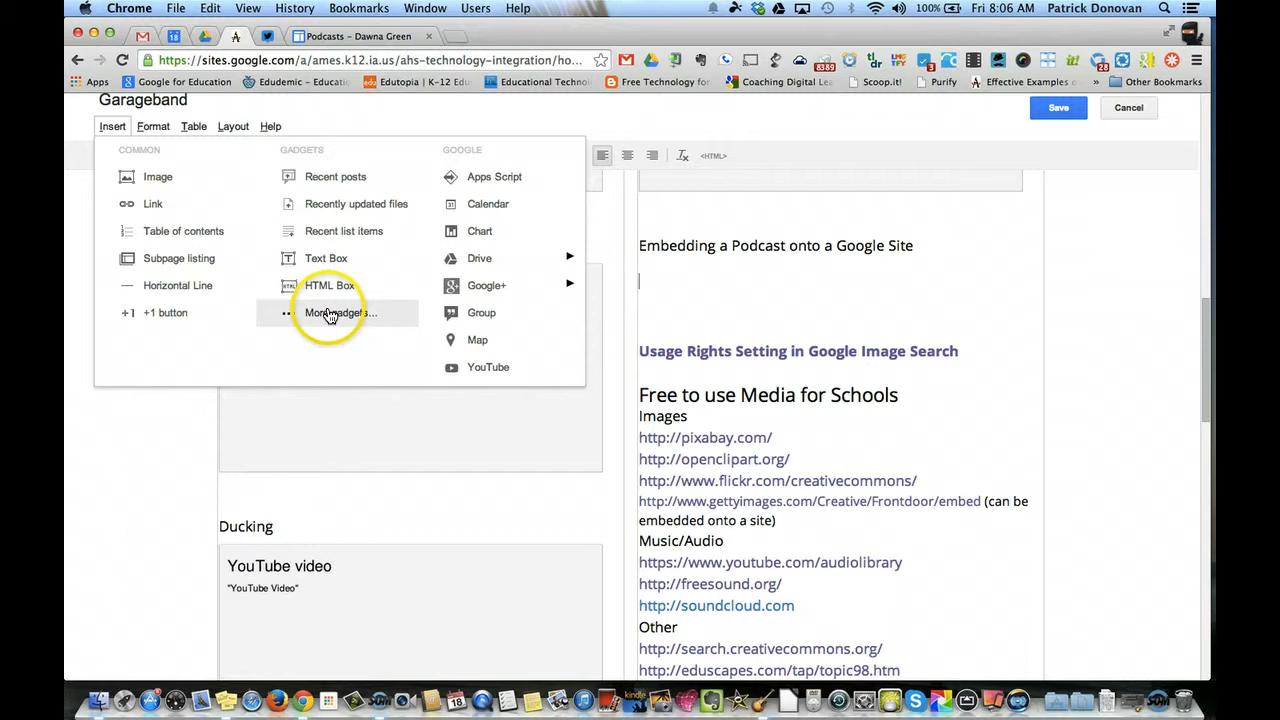 Chrome File Edit View History Bookmarks Window Users Help 100% Fri 8:06 AM Patrick Donovan
Podcasts – Dawna Green
https://sites.google.com/a/ames.k12.ia.us/ahs-technology-integration/ho...
Apps Google for Education Edudemic – Educatio Edutopia | K-12 Educ Educational Techno Free Technology for Coaching Digital Lear Scoop.it! Purify Effective Examples o » Other Bookmarks
Garageband
Save Cancel
Insert Format Table Layout Help
<HTML>
COMMON GADGETS GOOGLE
Image Recent posts Apps Script
Link Recently updated files Calendar
Table of contents Recent list items Chart
Subpage listing Text Box Drive
Horizontal Line HTML Box Google+
+1 +1 button More gadgets... Group
Map
YouTube
Embedding a Podcast onto a Google Site
Usage Rights Setting in Google Image Search
Free to use Media for Schools
Images
http://pixabay.com/
http://openclipart.org/
http://www.flickr.com/creativecommons/
http://www.gettyimages.com/Creative/Frontdoor/embed (can be
embedded onto a site)
Music/Audio
https://www.youtube.com/audiolibrary
http://freesound.org/
http://soundcloud.com
Other
http://search.creativecommons.org/
http://eduscapes.com/tap/topic98.htm
Ducking
YouTube video
"YouTube Video"